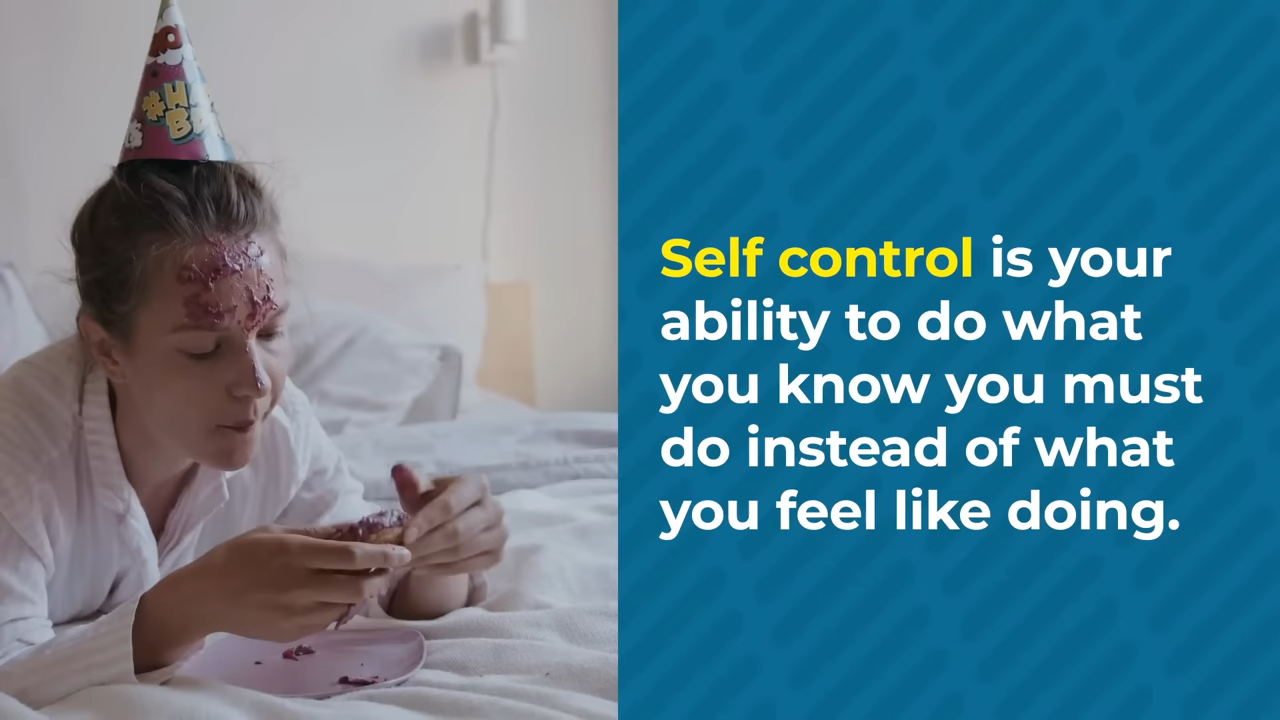 Self control is your
ability to do what
you know you must
do instead of what
you feel like doing.